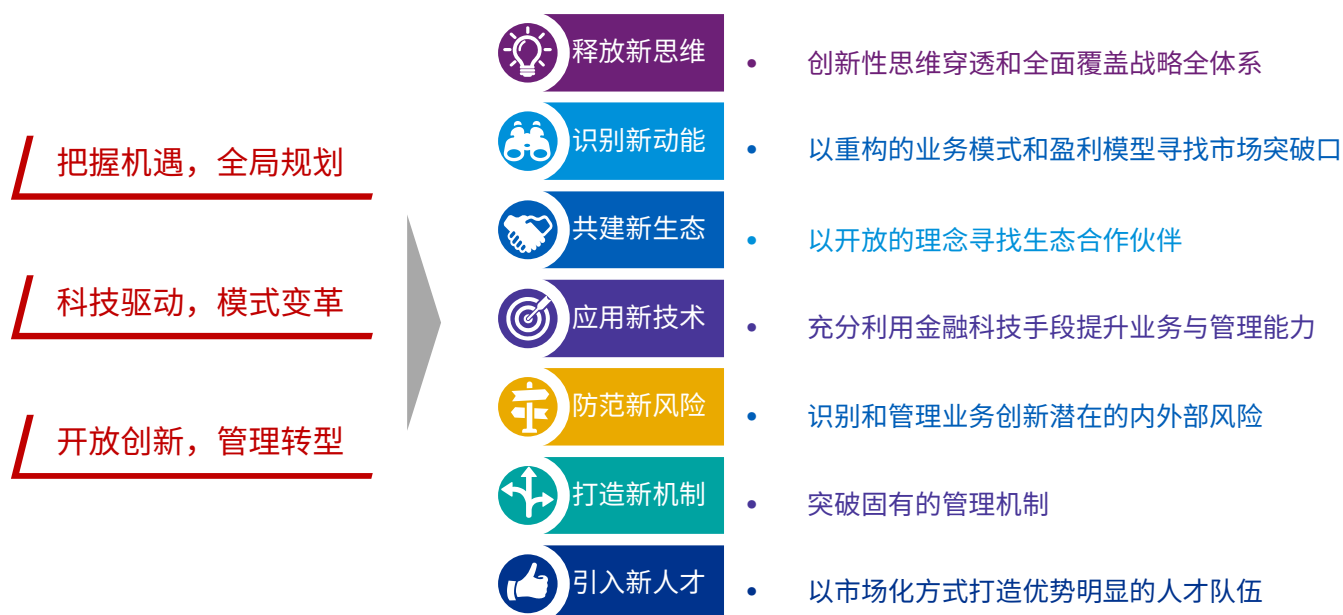 把握机遇，全局规划
科技驱动，模式变革
开放创新，管理转型
释放新思维
• 创新性思维穿透和全面覆盖战略全体系
识别新动能
• 以重构的业务模式和盈利模型寻找市场突破口
共建新生态
• 以开放的理念寻找生态合作伙伴
应用新技术
• 充分利用金融科技手段提升业务与管理能力
防范新风险
• 识别和管理业务创新潜在的内外部风险
打造新机制
• 突破固有的管理机制
引入新人才
• 以市场化方式打造优势明显的人才队伍